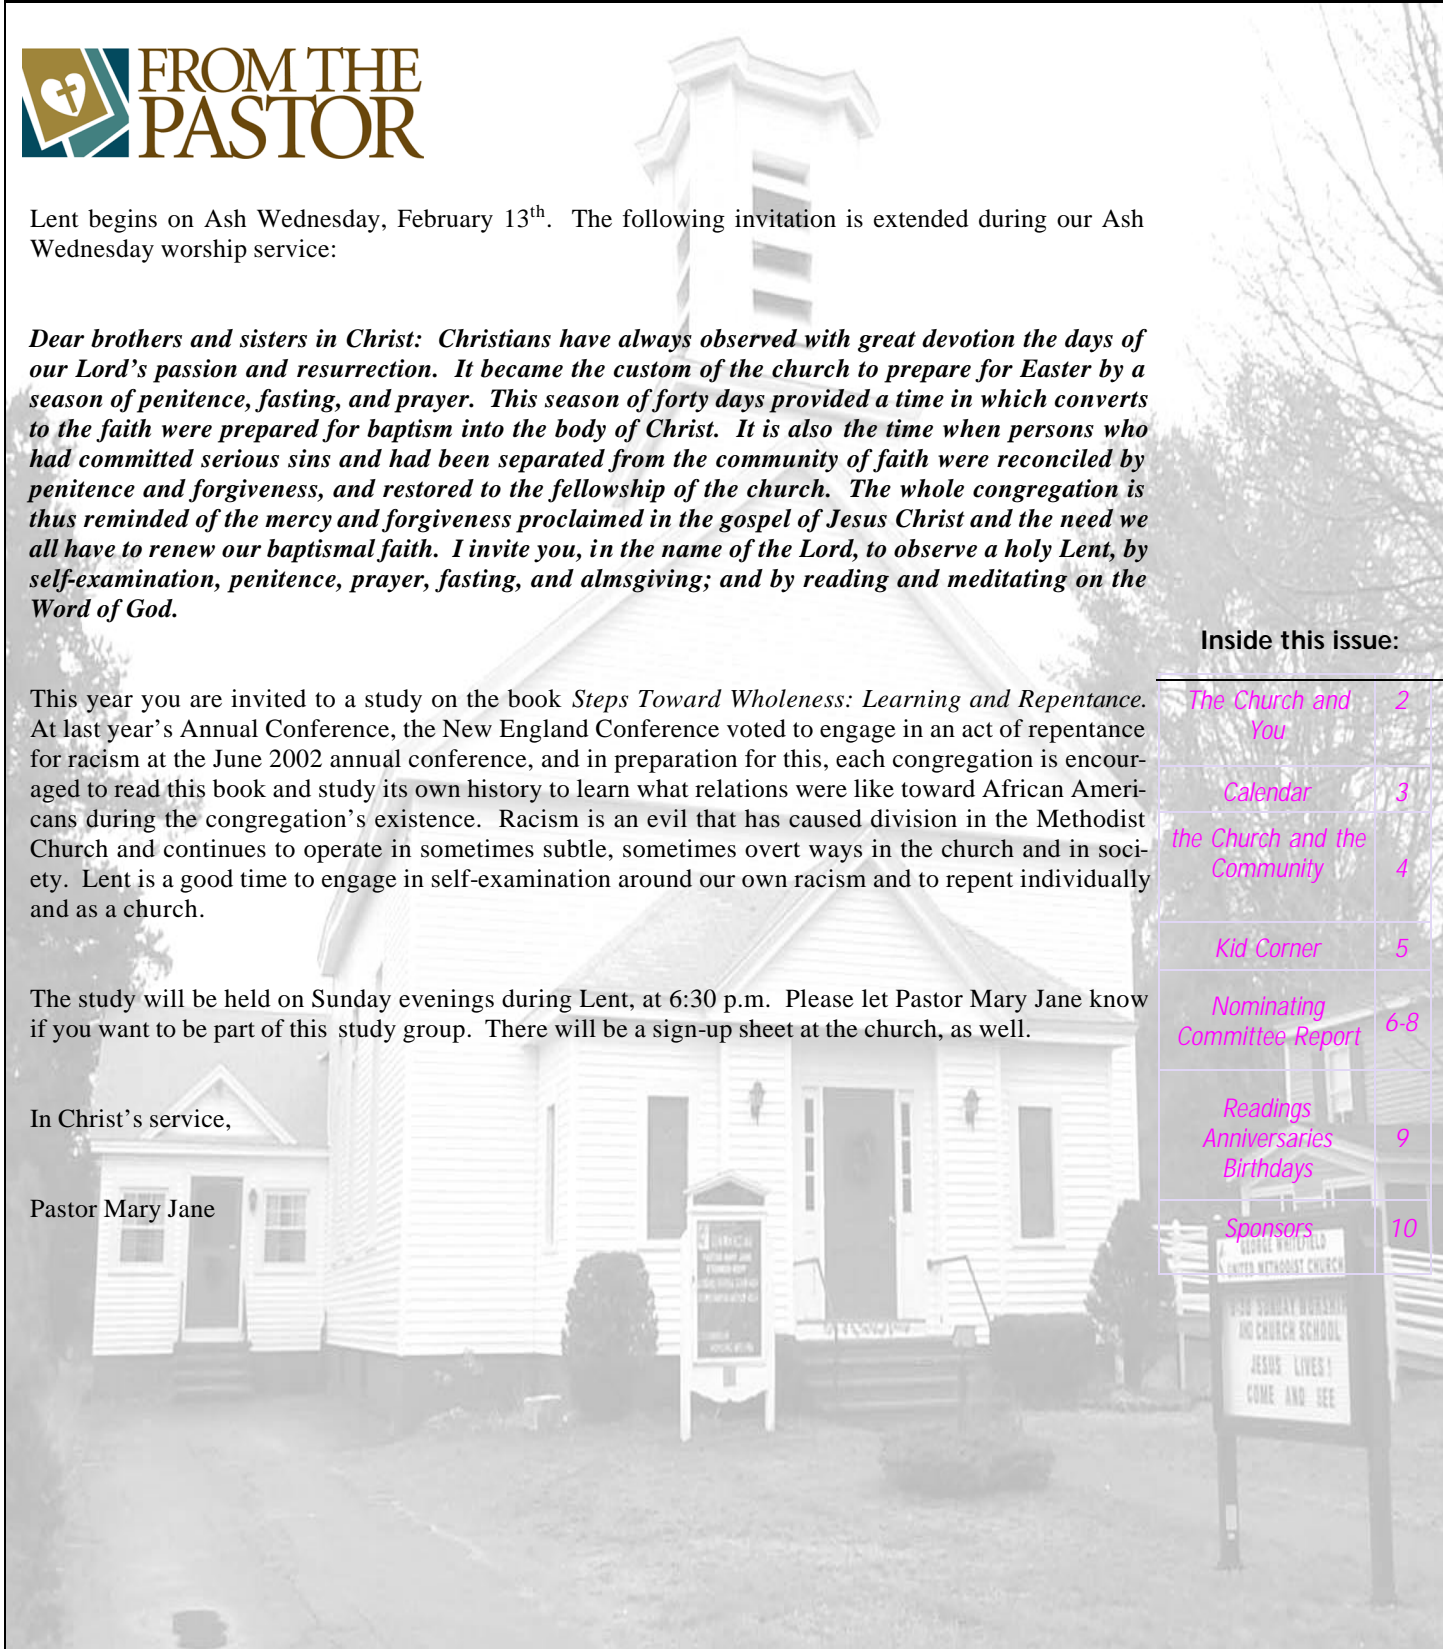 FROM THE
PASTOR
Lent begins on Ash Wednesday, February 13th. The following invitation is extended during our Ash
Wednesday worship service:
Dear brothers and sisters in Christ: Christians have always observed with great devotion the days of
our Lord's passion and resurrection. It became the custom of the church to prepare for Easter by a
season of penitence, fasting, and prayer. This season of forty days provided a time in which converts
to the faith were prepared for baptism into the body of Christ. It is also the time when persons who
had committed serious sins and had been separated from the community of faith were reconciled by
penitence and forgiveness, and restored to the fellowship of the church. The whole congregation is
thus reminded of the mercy and forgiveness proclaimed in the gospel of Jesus Christ and the need we
all have to renew our baptismal faith. I invite you, in the name of the Lord, to observe a holy Lent, by
self-examination, penitence, prayer, fasting, and almsgiving; and by reading and meditating on the
Word of God.
This year you are invited to a study on the book Steps Toward Wholeness: Learning and Repentance.
At last year's Annual Conference, the New England Conference voted to engage in an act of repentance
for racism at the June 2002 annual conference, and in preparation for this, each congregation is encour-
aged to read this book and study its own history to learn what relations were like toward African Ameri-
cans during the congregation's existence. Racism is an evil that has caused division in the Methodist
Church and continues to operate in sometimes subtle, sometimes overt ways in the church and in soci-
ety. Lent is a good time to engage in self-examination around our own racism and to repent individually
and as a church.
The study will be held on Sunday evenings during Lent, at 6:30 p.m. Please let Pastor Mary Jane know
if you want to be part of this study group. There will be a sign-up sheet at the church, as well.
In Christ's service,
Pastor Mary Jane
Inside this issue:
The Church and 2
You
Calendar 3
the Church and the
Community 4
Kid Corner 5
Nominating
Committee Report 6-8
Readings
Anniversaries 9
Birthdays
Sponsors 10
GEORGE WHITEFIELD
UNITED METHODIST CHURCH
SUNDAY WORSHIP
AND CHURCH SCHOOL
JESUS LIVES!
COME AND SEE